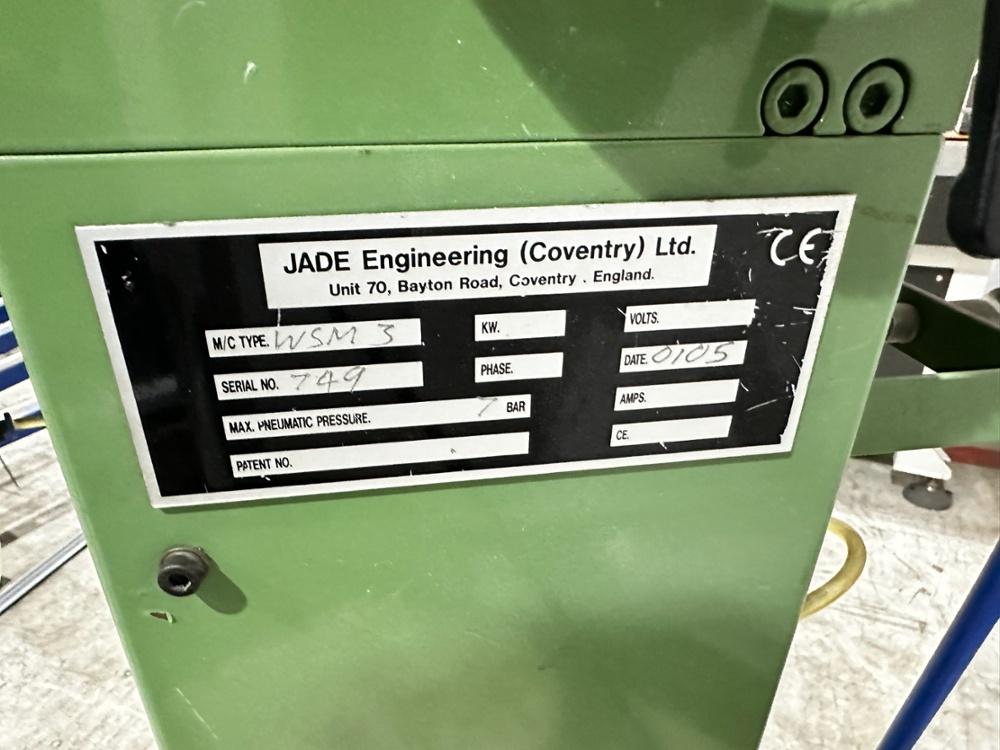 JADE Engineering (Coventry) Ltd.
Unit 70, Bayton Road, Coventry . England.
CE
M/C TYPE. WSM 3
KW.
VOLTS.
SERIAL NO. 749
PHASE.
DATE. 0105
MAX. PNEUMATIC PRESSURE. 7 BAR
AMPS.
PATENT NO.
CE.